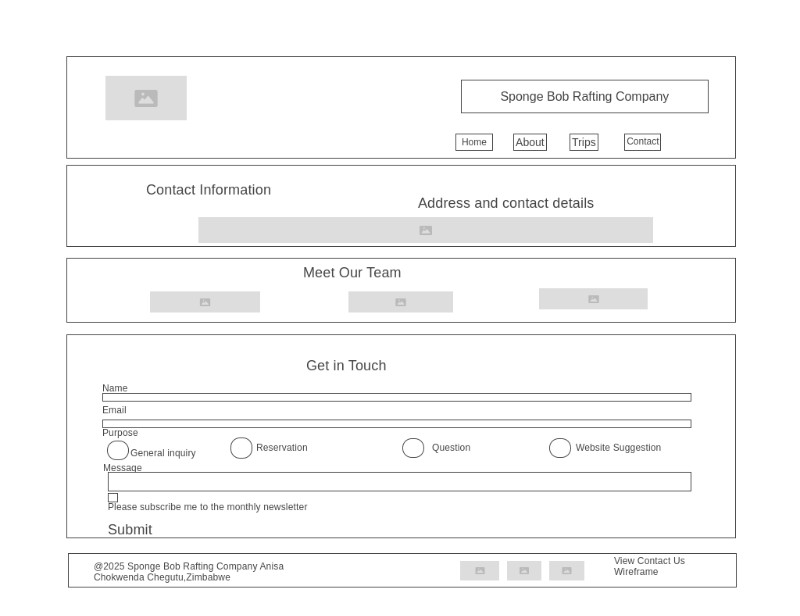 Sponge Bob Rafting Company
Home
About
Trips
Contact
Contact Information
Address and contact details
Meet Our Team
Get in Touch
Name
Email
Purpose
General inquiry
Reservation
Question
Website Suggestion
Message
Please subscribe me to the monthly newsletter
Submit
@2025 Sponge Bob Rafting Company Anisa
Chokwenda Chegutu,Zimbabwe
View Contact Us
Wireframe